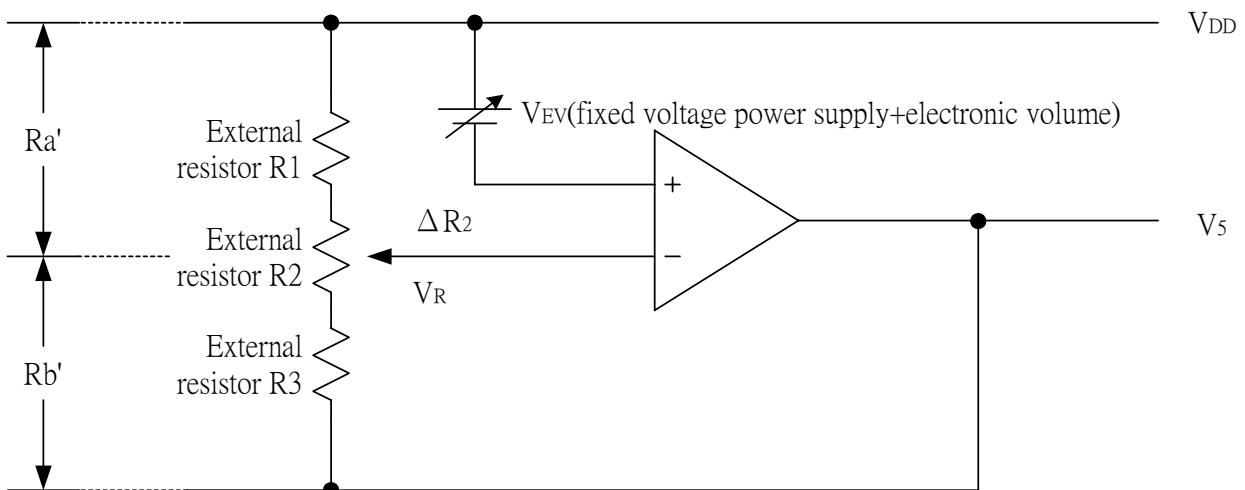 VDD
VEV(fixed voltage power supply+electronic volume)
Ra'
External
resistor R1
+
Δ R2
External
resistor R2
−
VR
V5
External
resistor R3
Rb'